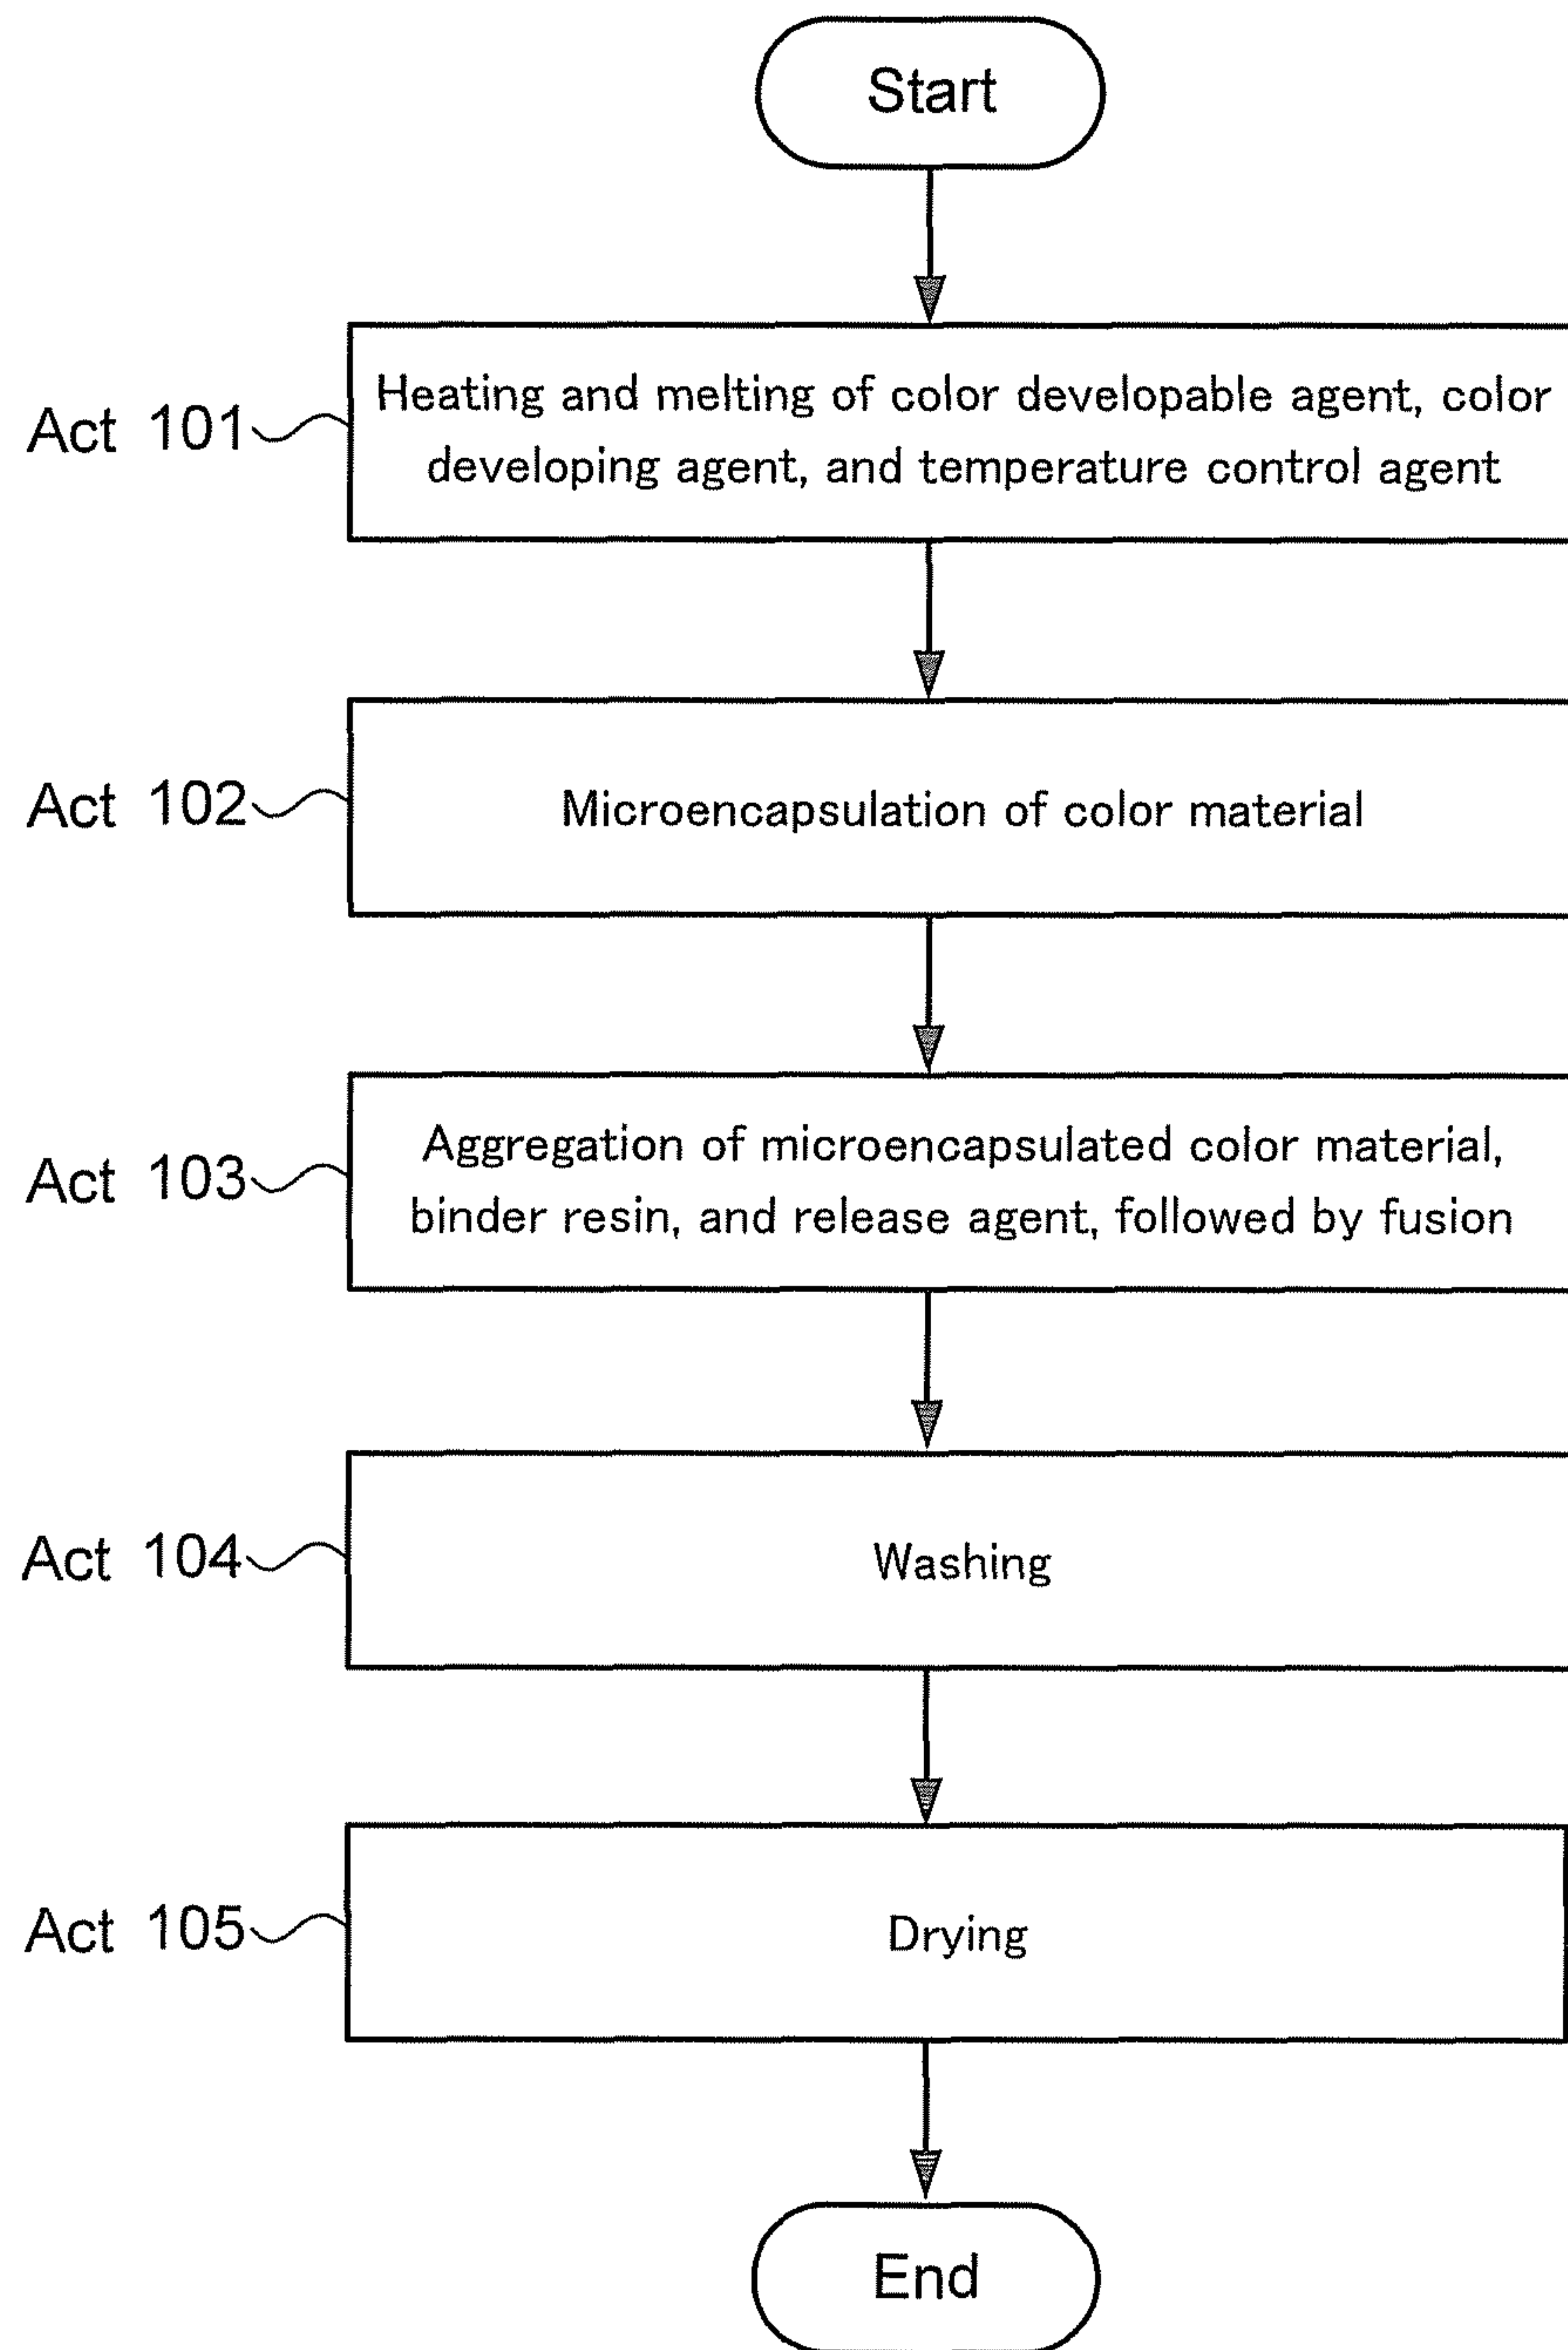 Start
Act 101
Heating and melting of color developable agent, color
developing agent, and temperature control agent
Act 102
Microencapsulation of color material
Act 103
Aggregation of microencapsulated color material,
binder resin, and release agent, followed by fusion
Act 104
Washing
Act 105
Drying
End